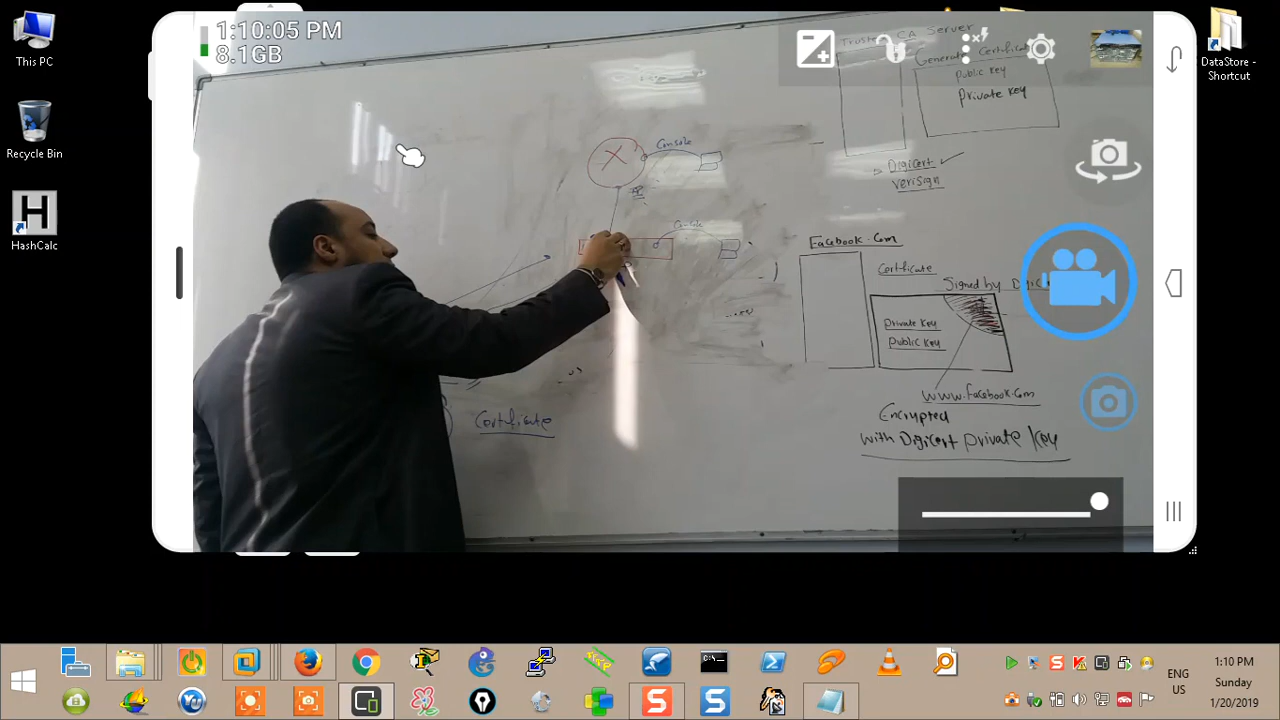 This PC
Recycle Bin
HashCalc
DataStore -
Shortcut
1:10:05 PM
8.1GB
Trusted CA Server
Generate Certificate
Public Key
Private Key
Digicert
Verisign
Console
Console
Facebook.Com
Certificate
Signed by
Private Key
Public Key
www.facebook.com
Encrypted
with Digicert private key
Certificate
ENG
US
1:10 PM
Sunday
1/20/2019